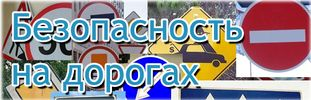 Безопасность
на дорогах